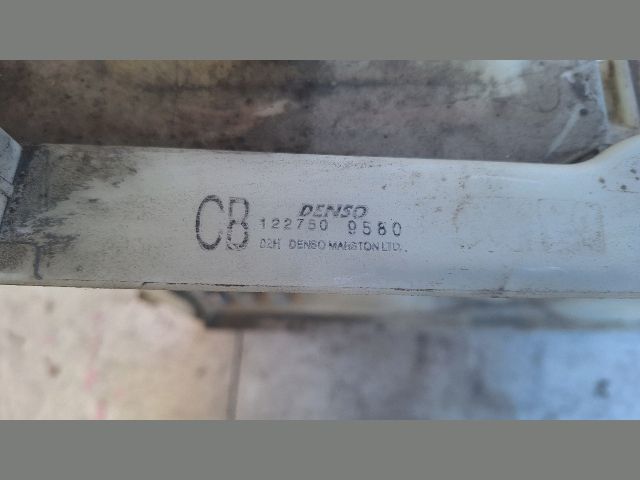 DENSO
CB 122750 9580
02H DENSO MARSTON LTD.